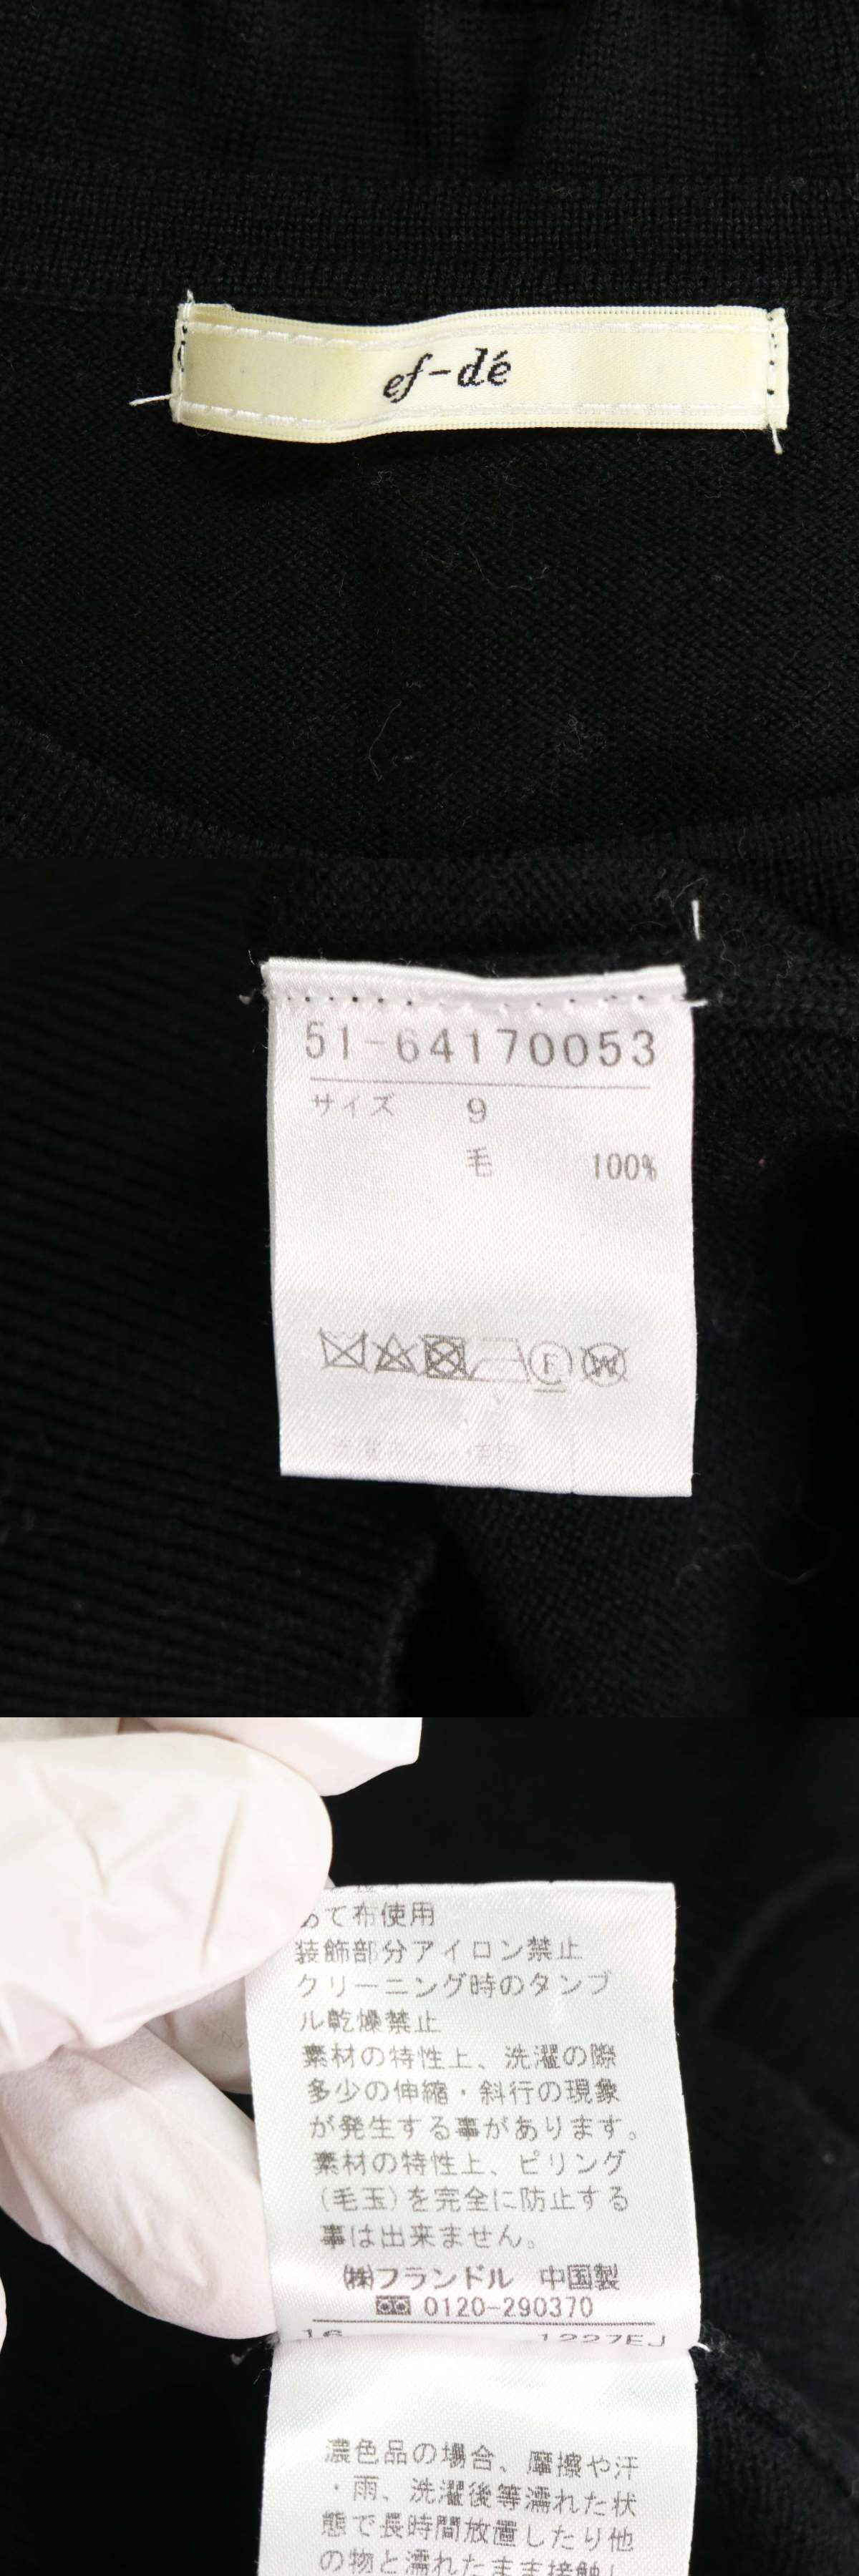 ef-dé
51-64170053
サイズ 9
毛 100%
F
W
あて布使用
装飾部分アイロン禁止
クリーニング時のタンブ
ル乾燥禁止
素材の特性上、洗濯の際
多少の伸縮・斜行の現象
が発生する事があります。
素材の特性上、ピリング
(毛玉)を完全に防止する
事は出来ません。
㈱フランドル 中国製
0120-290370
16 1227EJ
濃色品の場合、摩擦や汗
・雨、洗濯後等濡れた状
態で長時間放置したり他
の物と濡れたまま接触し